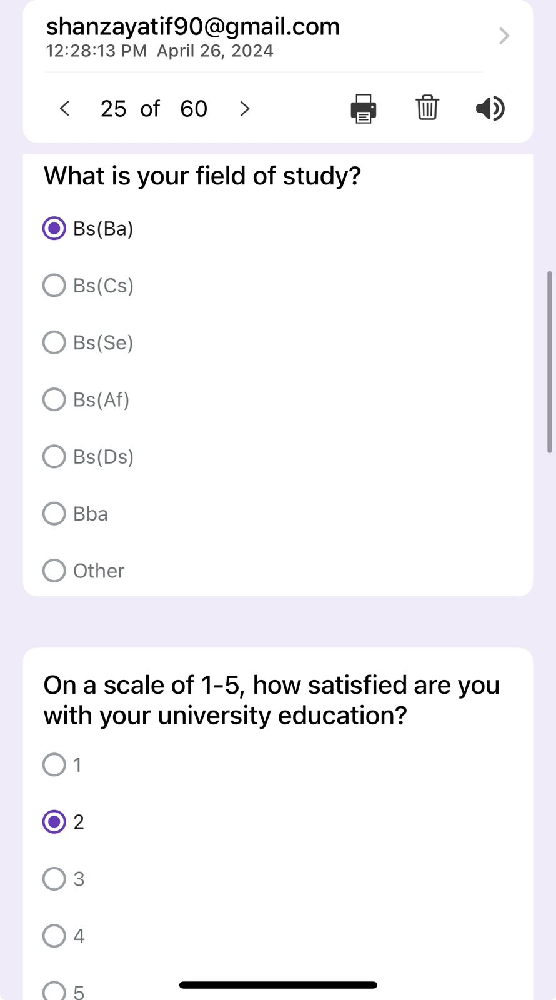 shanzayatif90@gmail.com
12:28:13 PM April 26, 2024
25 of 60
What is your field of study?
Bs(Ba)
Bs(Cs)
Bs(Se)
Bs(Af)
Bs(Ds)
Bba
Other
On a scale of 1-5, how satisfied are you
with your university education?
1
2
3
4
5